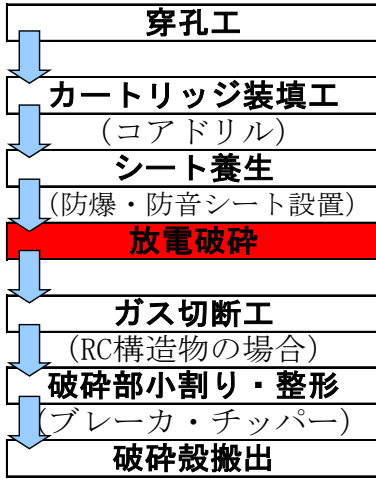 穿孔工
カートリッジ装填工
(コアドリル)
シート養生
(防爆・防音シート設置)
放電破砕
ガス切断工
(RC構造物の場合)
破砕部小割り・整形
(ブレーカ・チッパー)
破砕殻搬出